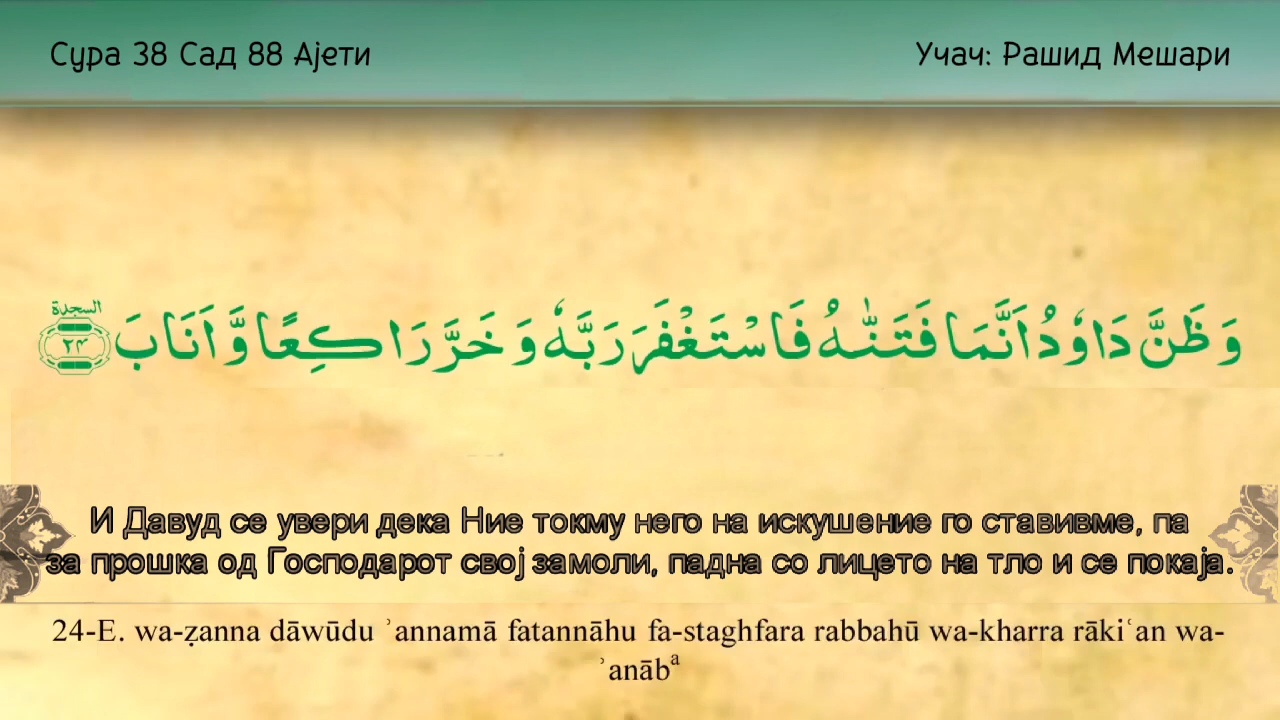 Сура 38 Сад 88 Ајети
Учач: Рашид Мешари
وَظَنَّ دَاوٗدُ اَنَّمَا فَتَنّٰهُ فَاسْتَغْفَرَ رَبَّهٗ وَخَرَّ رَاكِعًا وَّاَنَابَ ۝٢٤ السجدة
И Давуд се увери дека Ние токму него на искушение го ставивме, па
за прошка од Господарот свој замоли, падна со лицето на тло и се покаја.
24-E. wa-ẓanna dāwūdu ʾannamā fatannāhu fa-staghfara rabbahū wa-kharra rākiʿan wa-
ʾanābᵃ